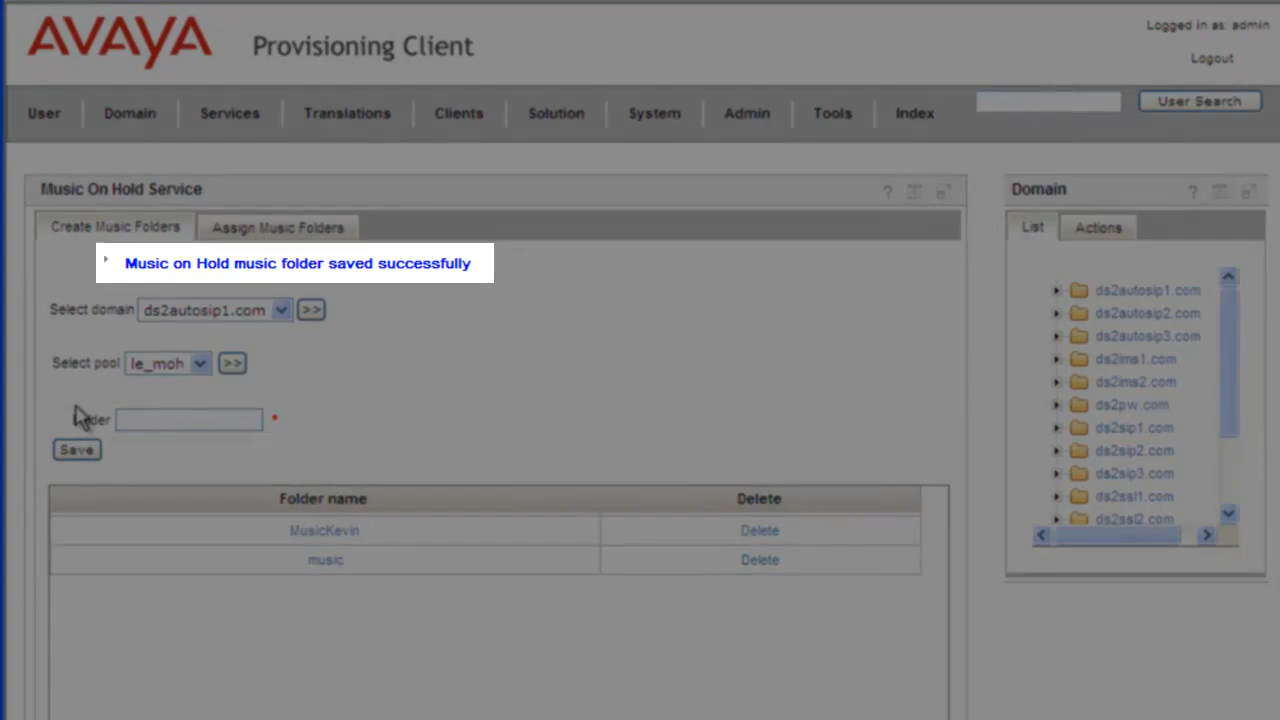 AVAYA Provisioning Client
Logged in as: admin
Logout
User Domain Services Translations Clients Solution System Admin Tools Index User Search
Music On Hold Service
Create Music Folders Assign Music Folders
Music on Hold music folder saved successfully
Select domain ds2autosip1.com >>
Select pool le_moh >>
*
Save
Folder name Delete
MusicKevin Delete
music Delete
Domain
List Actions
ds2autosip1.com
ds2autosip2.com
ds2autosip3.com
ds2ims1.com
ds2ims2.com
ds2pw.com
ds2sip1.com
ds2sip2.com
ds2sip3.com
ds2ssl1.com
ds2ssl2.com